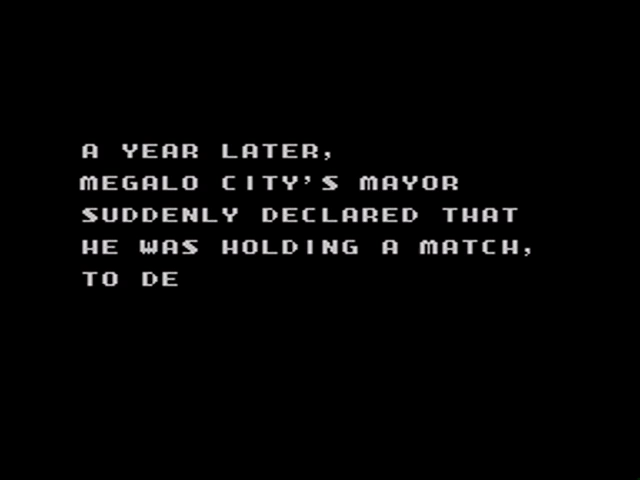 A YEAR LATER,
MEGALO CITY'S MAYOR
SUDDENLY DECLARED THAT
HE WAS HOLDING A MATCH,
TO DE